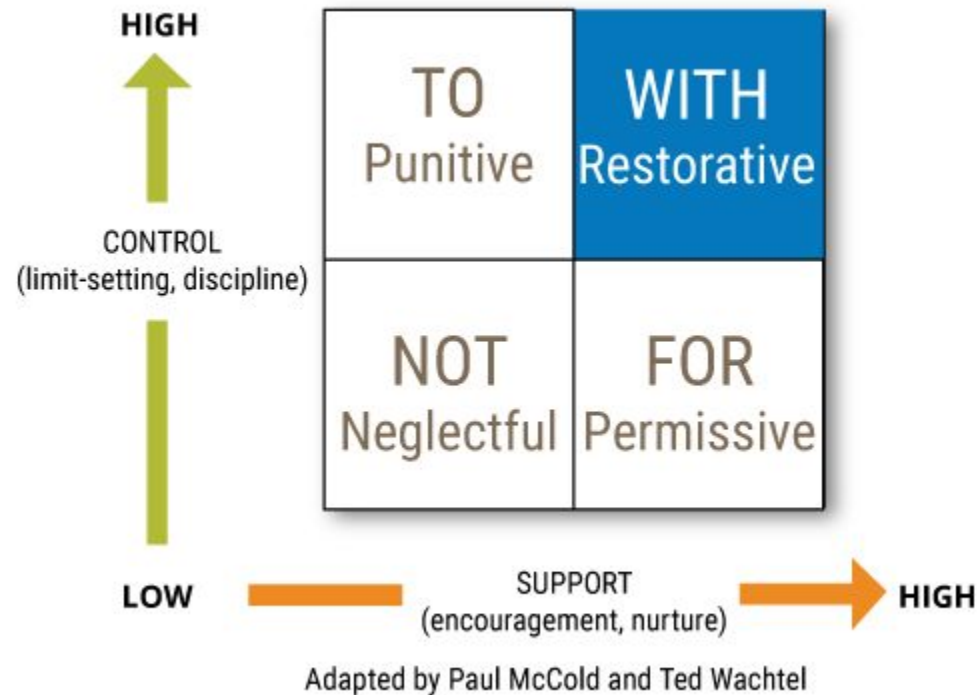 HIGH
TO
Punitive
WITH
Restorative
CONTROL
(limit-setting, discipline)
NOT
Neglectful
FOR
Permissive
LOW
SUPPORT
(encouragement, nurture)
HIGH
Adapted by Paul McCold and Ted Wachtel